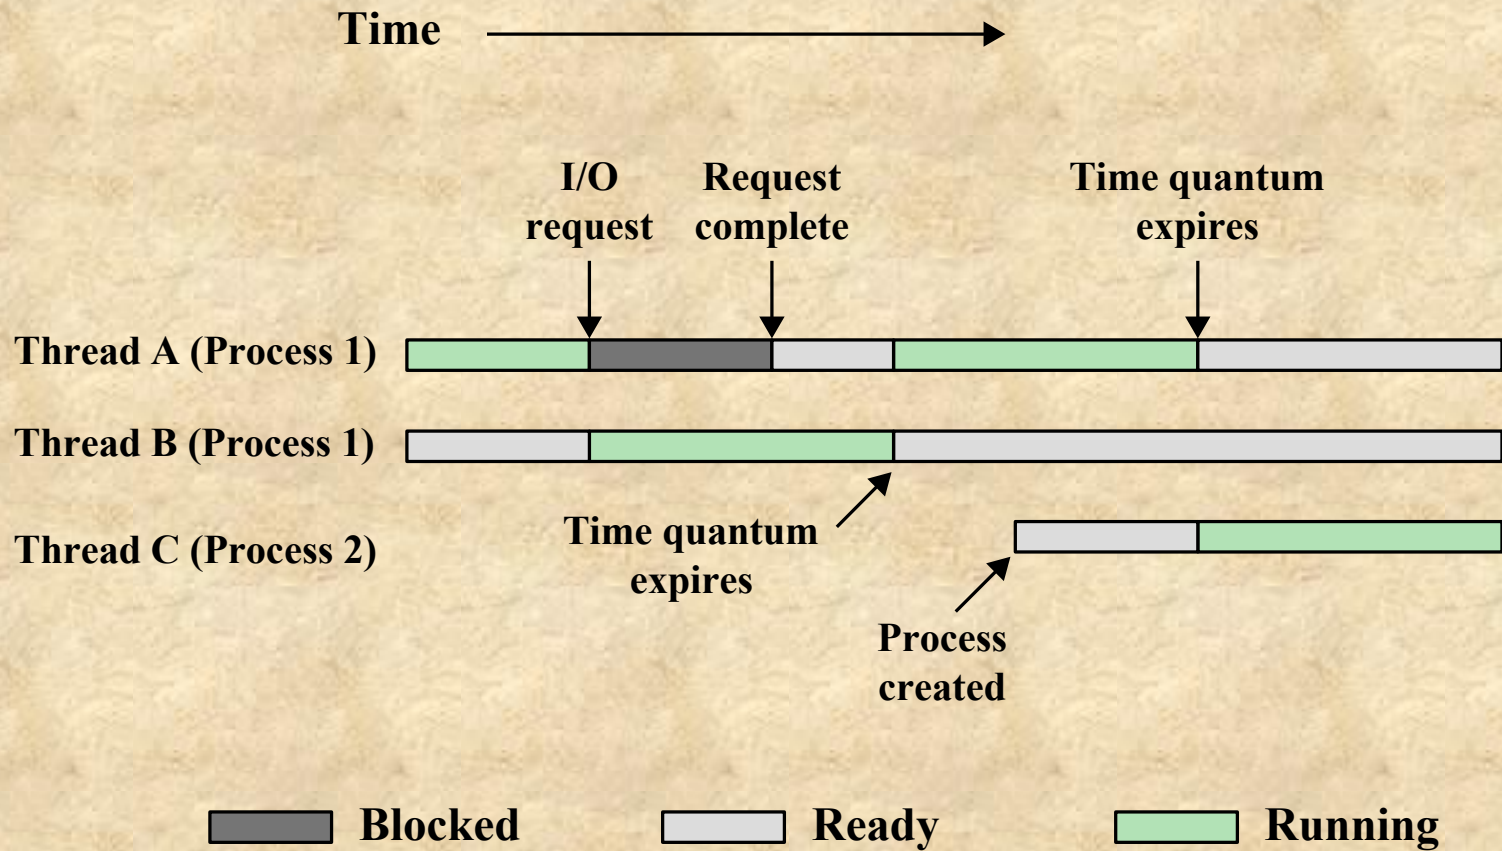 Time
I/O
request
Request
complete
Time quantum
expires
Thread A (Process 1)
Thread B (Process 1)
Thread C (Process 2)
Time quantum
expires
Process
created
Blocked
Ready
Running